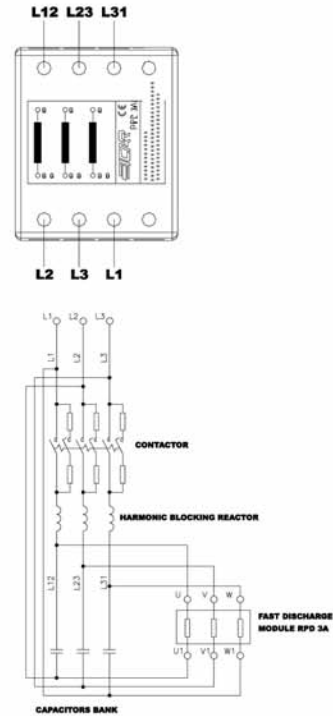 L12 L23 L31
L2 L3 L1
L1 L2 L3
L1 L2 L3
CONTACTOR
HARMONIC BLOCKING REACTOR
L12 L23 L31
U V W
FAST DISCHARGE
MODULE RPD 3A
U1 V1 W1
CAPACITORS BANK